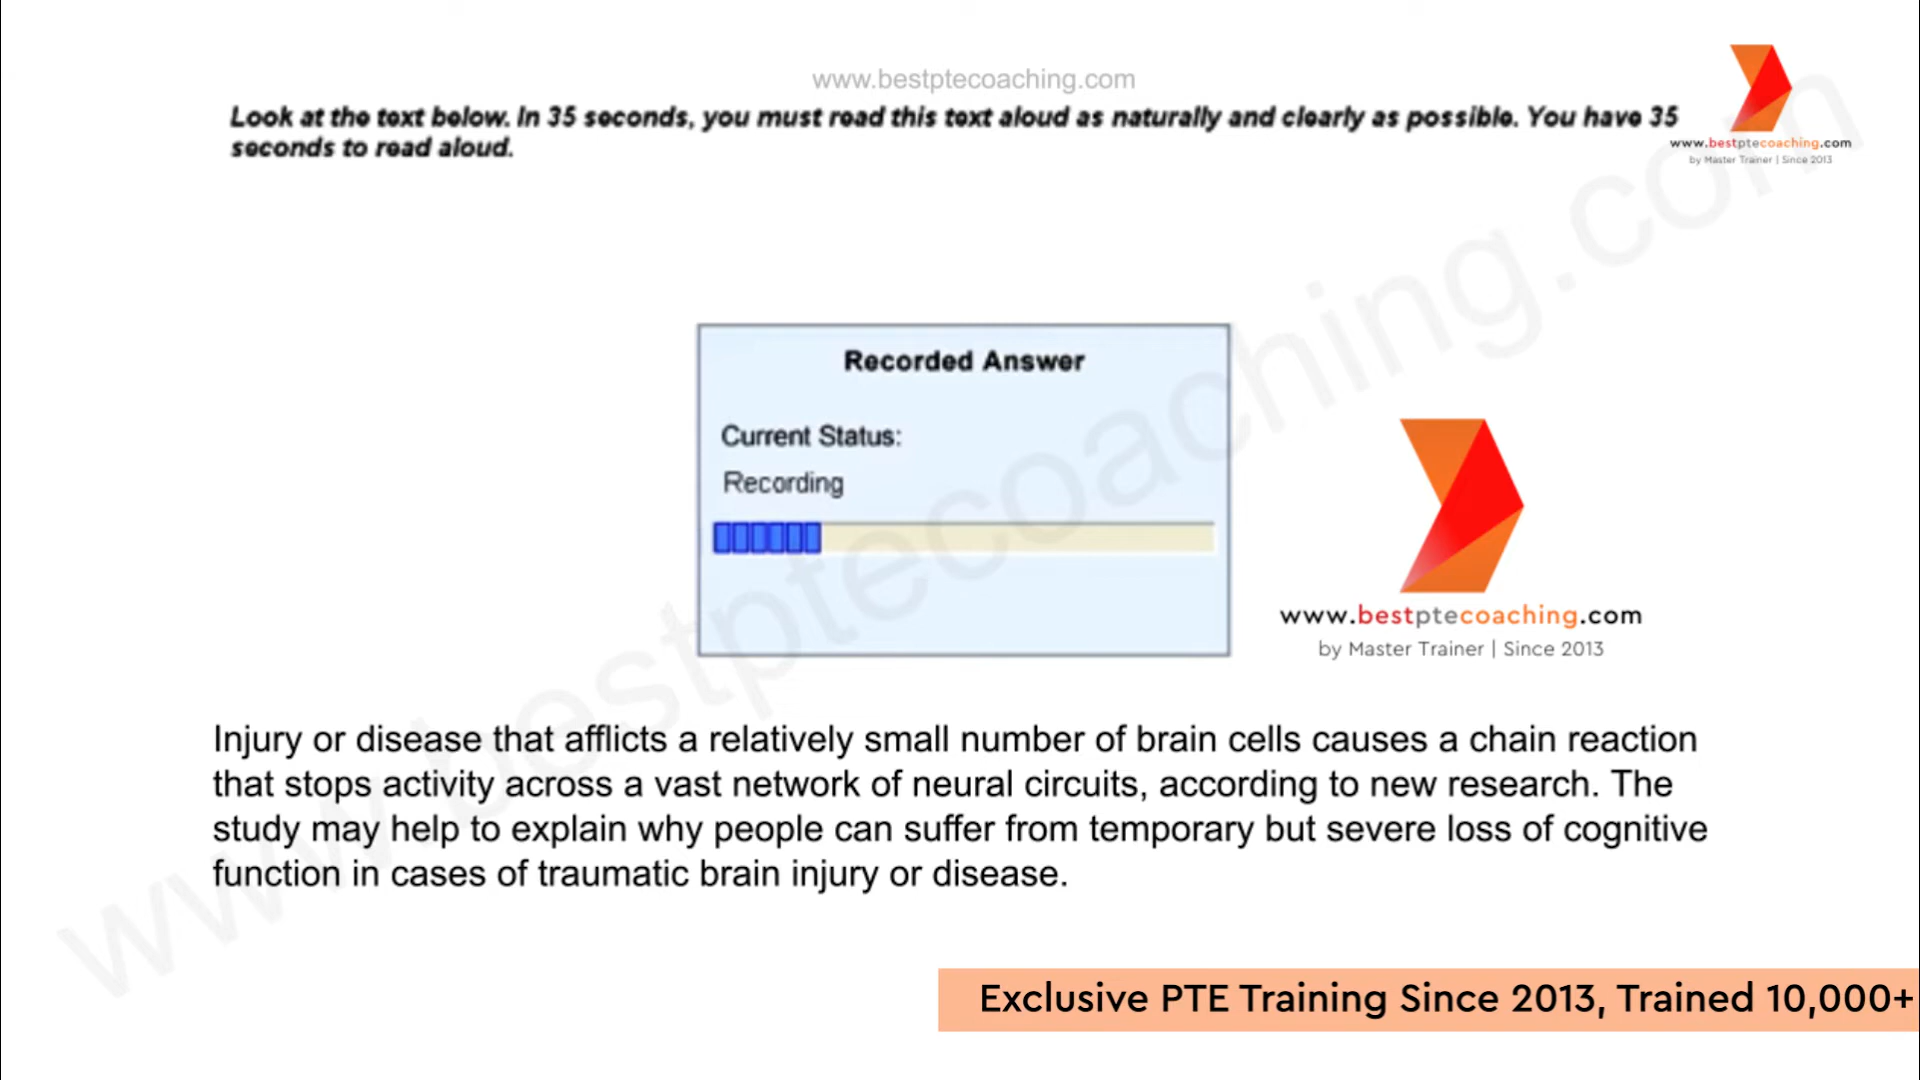 www.bestptecoaching.com
Look at the text below. In 35 seconds, you must read this text aloud as naturally and clearly as possible. You have 35
seconds to read aloud.
www.bestptecoaching.com
by Master Trainer | Since 2013
Recorded Answer
Current Status:
Recording
www.bestptecoaching.com
by Master Trainer | Since 2013
www.bestptecoaching.com
Injury or disease that afflicts a relatively small number of brain cells causes a chain reaction
that stops activity across a vast network of neural circuits, according to new research. The
study may help to explain why people can suffer from temporary but severe loss of cognitive
function in cases of traumatic brain injury or disease.
Exclusive PTE Training Since 2013, Trained 10,000+